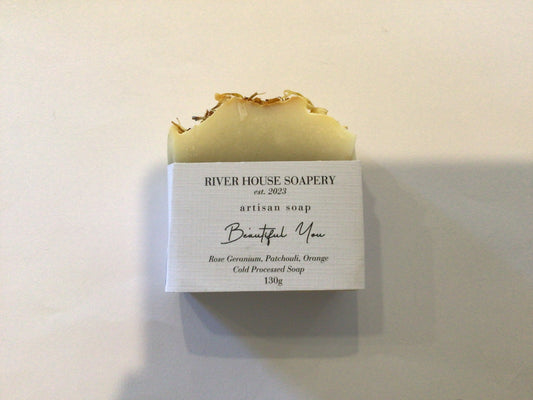 RIVER HOUSE SOAPERY
est. 2023
artisan soap
Beautiful You
Rose Geranium, Patchouli, Orange
Cold Processed Soap
130g